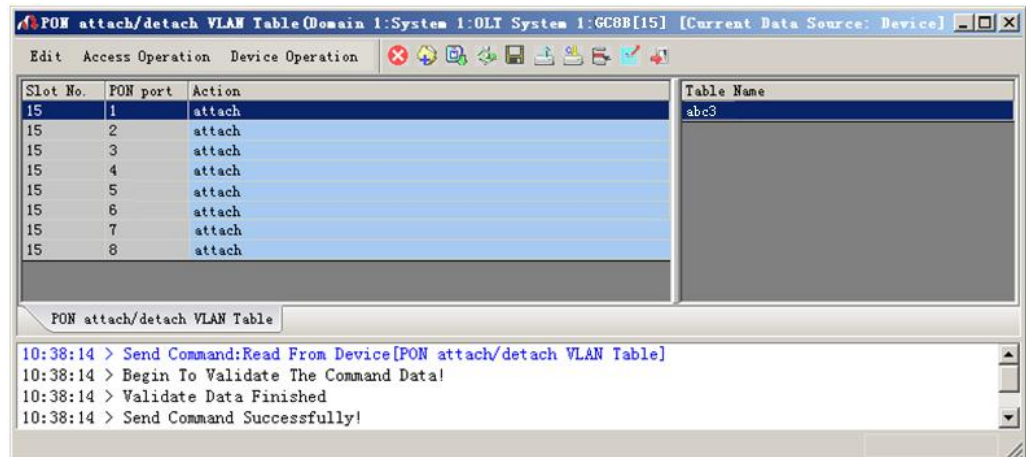 PON attach/detach VLAN Table(Domain 1:System 1:OLT System 1:GC8B[15] [Current Data Source: Device]
Edit Access Operation Device Operation
Slot No. PON port Action Table Name
15 1 attach abc3
15 2 attach
15 3 attach
15 4 attach
15 5 attach
15 6 attach
15 7 attach
15 8 attach
PON attach/detach VLAN Table
10:38:14 > Send Command:Read From Device[PON attach/detach VLAN Table]
10:38:14 > Begin To Validate The Command Data!
10:38:14 > Validate Data Finished
10:38:14 > Send Command Successfully!